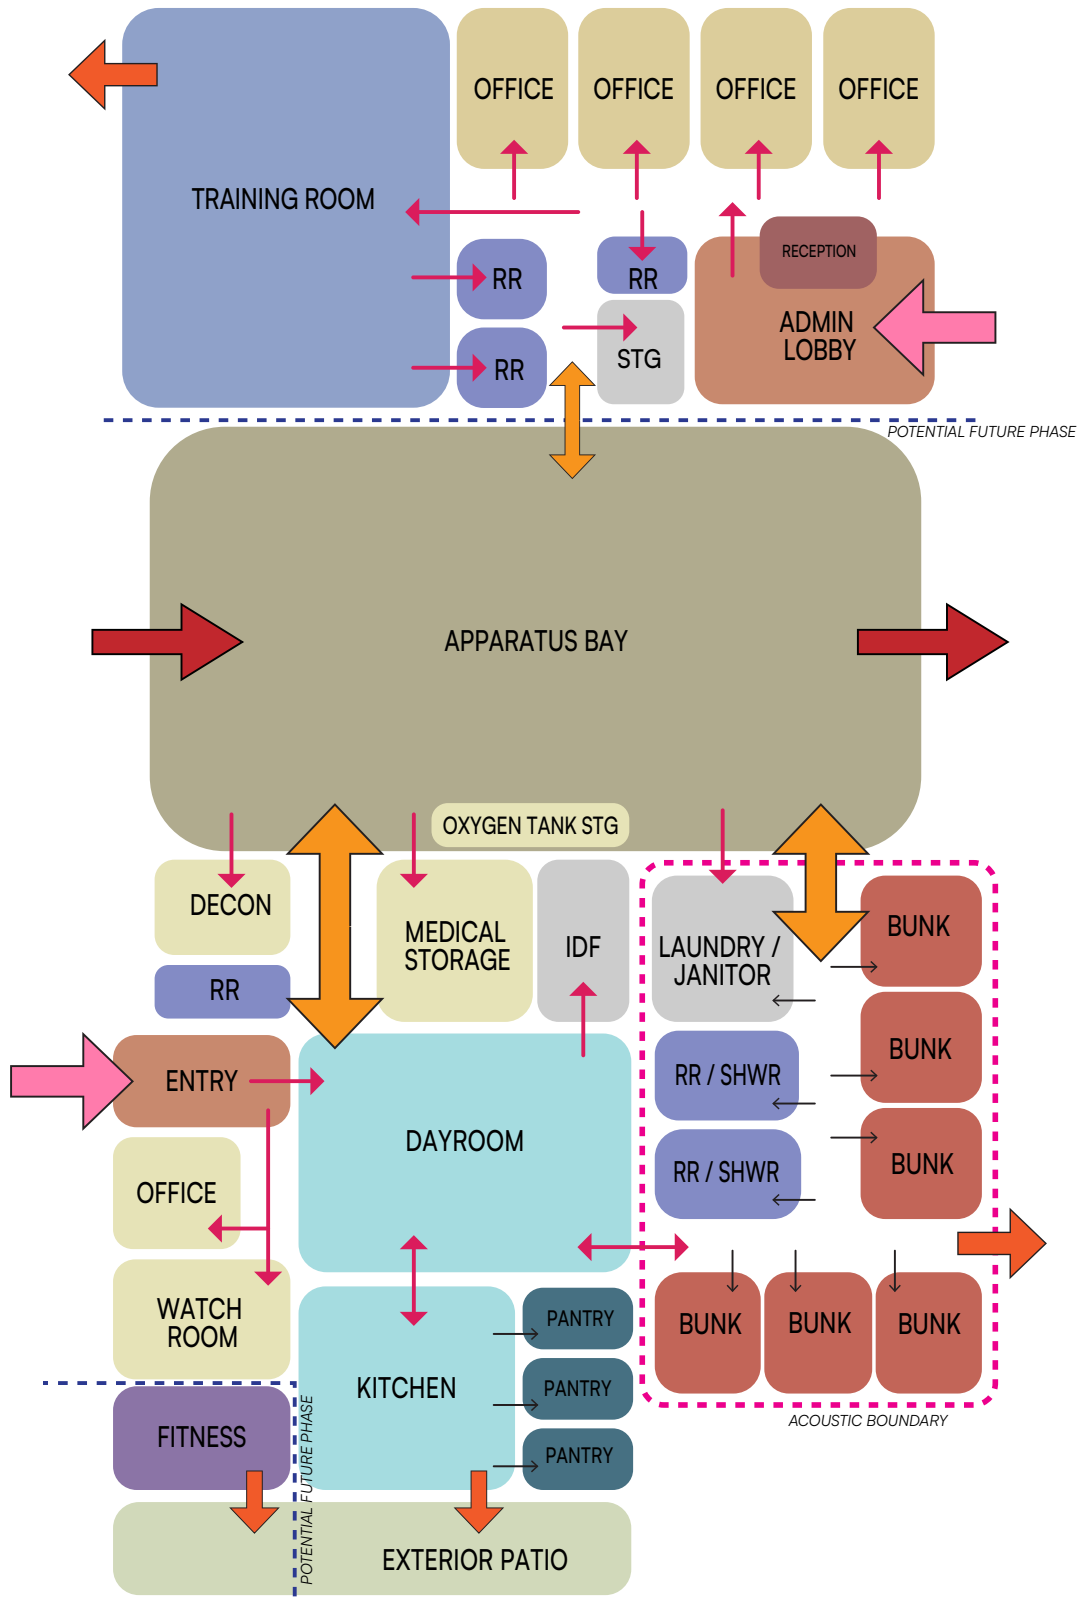 OFFICE
OFFICE
OFFICE
OFFICE
TRAINING ROOM
RECEPTION
RR
RR
ADMIN
LOBBY
STG
RR
POTENTIAL FUTURE PHASE
APPARATUS BAY
OXYGEN TANK STG
DECON
MEDICAL
STORAGE
IDF
LAUNDRY /
JANITOR
BUNK
RR
ENTRY
DAYROOM
RR / SHWR
BUNK
RR / SHWR
BUNK
OFFICE
WATCH
ROOM
KITCHEN
PANTRY
PANTRY
PANTRY
BUNK
BUNK
BUNK
ACOUSTIC BOUNDARY
FITNESS
POTENTIAL FUTURE PHASE
EXTERIOR PATIO